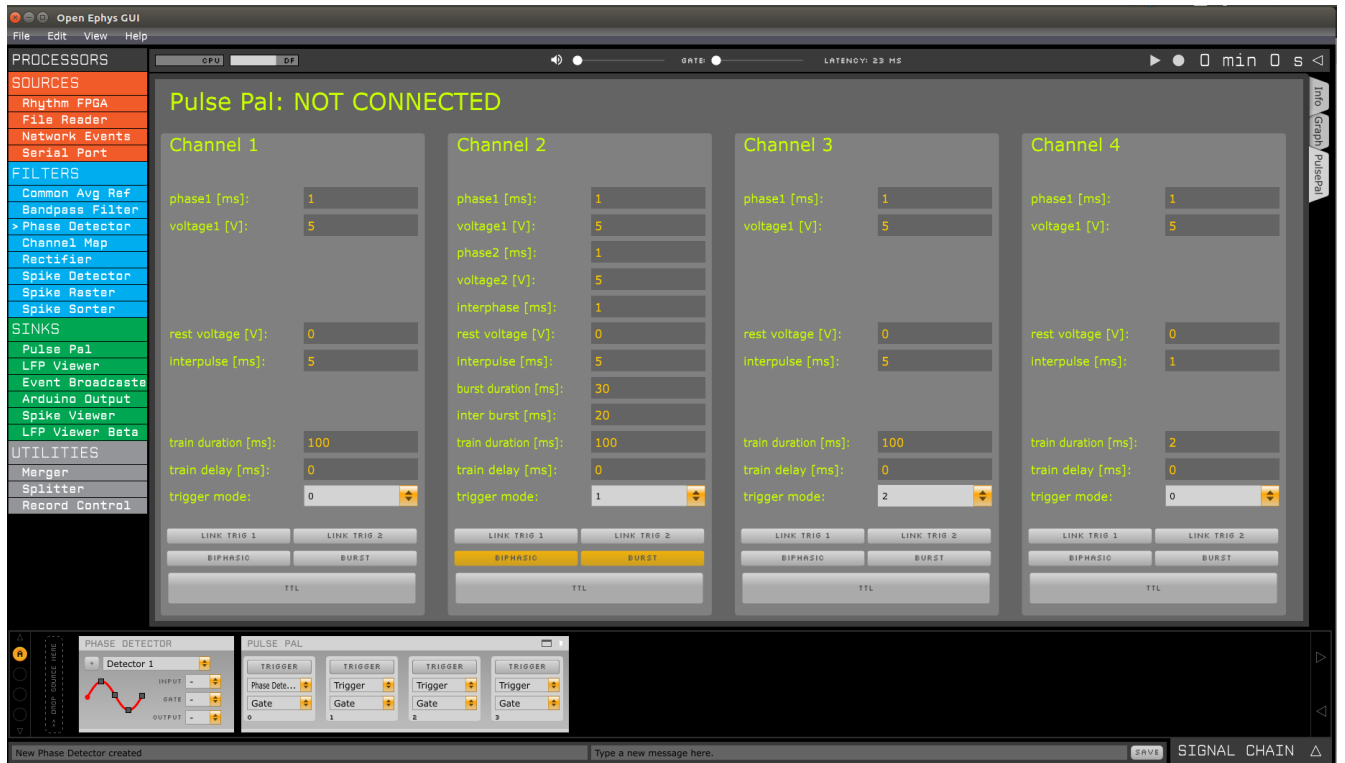 Open Ephys GUI
File Edit View Help
PROCESSORS
CPU DF GATE: LATENCY: 23 MS 0 min 0 s
SOURCES
Rhythm FPGA
File Reader
Network Events
Serial Port
FILTERS
Common Avg Ref
Bandpass Filter
> Phase Detector
Channel Map
Rectifier
Spike Detector
Spike Raster
Spike Sorter
SINKS
Pulse Pal
LFP Viewer
Event Broadcaste
Arduino Output
Spike Viewer
LFP Viewer Beta
UTILITIES
Merger
Splitter
Record Control
Pulse Pal: NOT CONNECTED
Channel 1
phase1 [ms]: 1
voltage1 [V]: 5
rest voltage [V]: 0
interpulse [ms]: 5
train duration [ms]: 100
train delay [ms]: 0
trigger mode: 0
LINK TRIG 1 LINK TRIG 2
BIPHASIC BURST
TTL
Channel 2
phase1 [ms]: 1
voltage1 [V]: 5
phase2 [ms]: 1
voltage2 [V]: 5
interphase [ms]: 1
rest voltage [V]: 0
interpulse [ms]: 5
burst duration [ms]: 30
inter burst [ms]: 20
train duration [ms]: 100
train delay [ms]: 0
trigger mode: 1
LINK TRIG 1 LINK TRIG 2
BIPHASIC BURST
TTL
Channel 3
phase1 [ms]: 1
voltage1 [V]: 5
rest voltage [V]: 0
interpulse [ms]: 5
train duration [ms]: 100
train delay [ms]: 0
trigger mode: 2
LINK TRIG 1 LINK TRIG 2
BIPHASIC BURST
TTL
Channel 4
phase1 [ms]: 1
voltage1 [V]: 5
rest voltage [V]: 0
interpulse [ms]: 1
train duration [ms]: 2
train delay [ms]: 0
trigger mode: 0
LINK TRIG 1 LINK TRIG 2
BIPHASIC BURST
TTL
Info
Graph
PulsePal
A
>> DROP SOURCE HERE
PHASE DETECTOR
+ Detector 1
INPUT -
GATE -
OUTPUT -
PULSE PAL
TRIGGER TRIGGER TRIGGER TRIGGER
Phase Dete... Trigger Trigger Trigger
Gate Gate Gate Gate
0 1 2 3
New Phase Detector created
Type a new message here.
SAVE
SIGNAL CHAIN